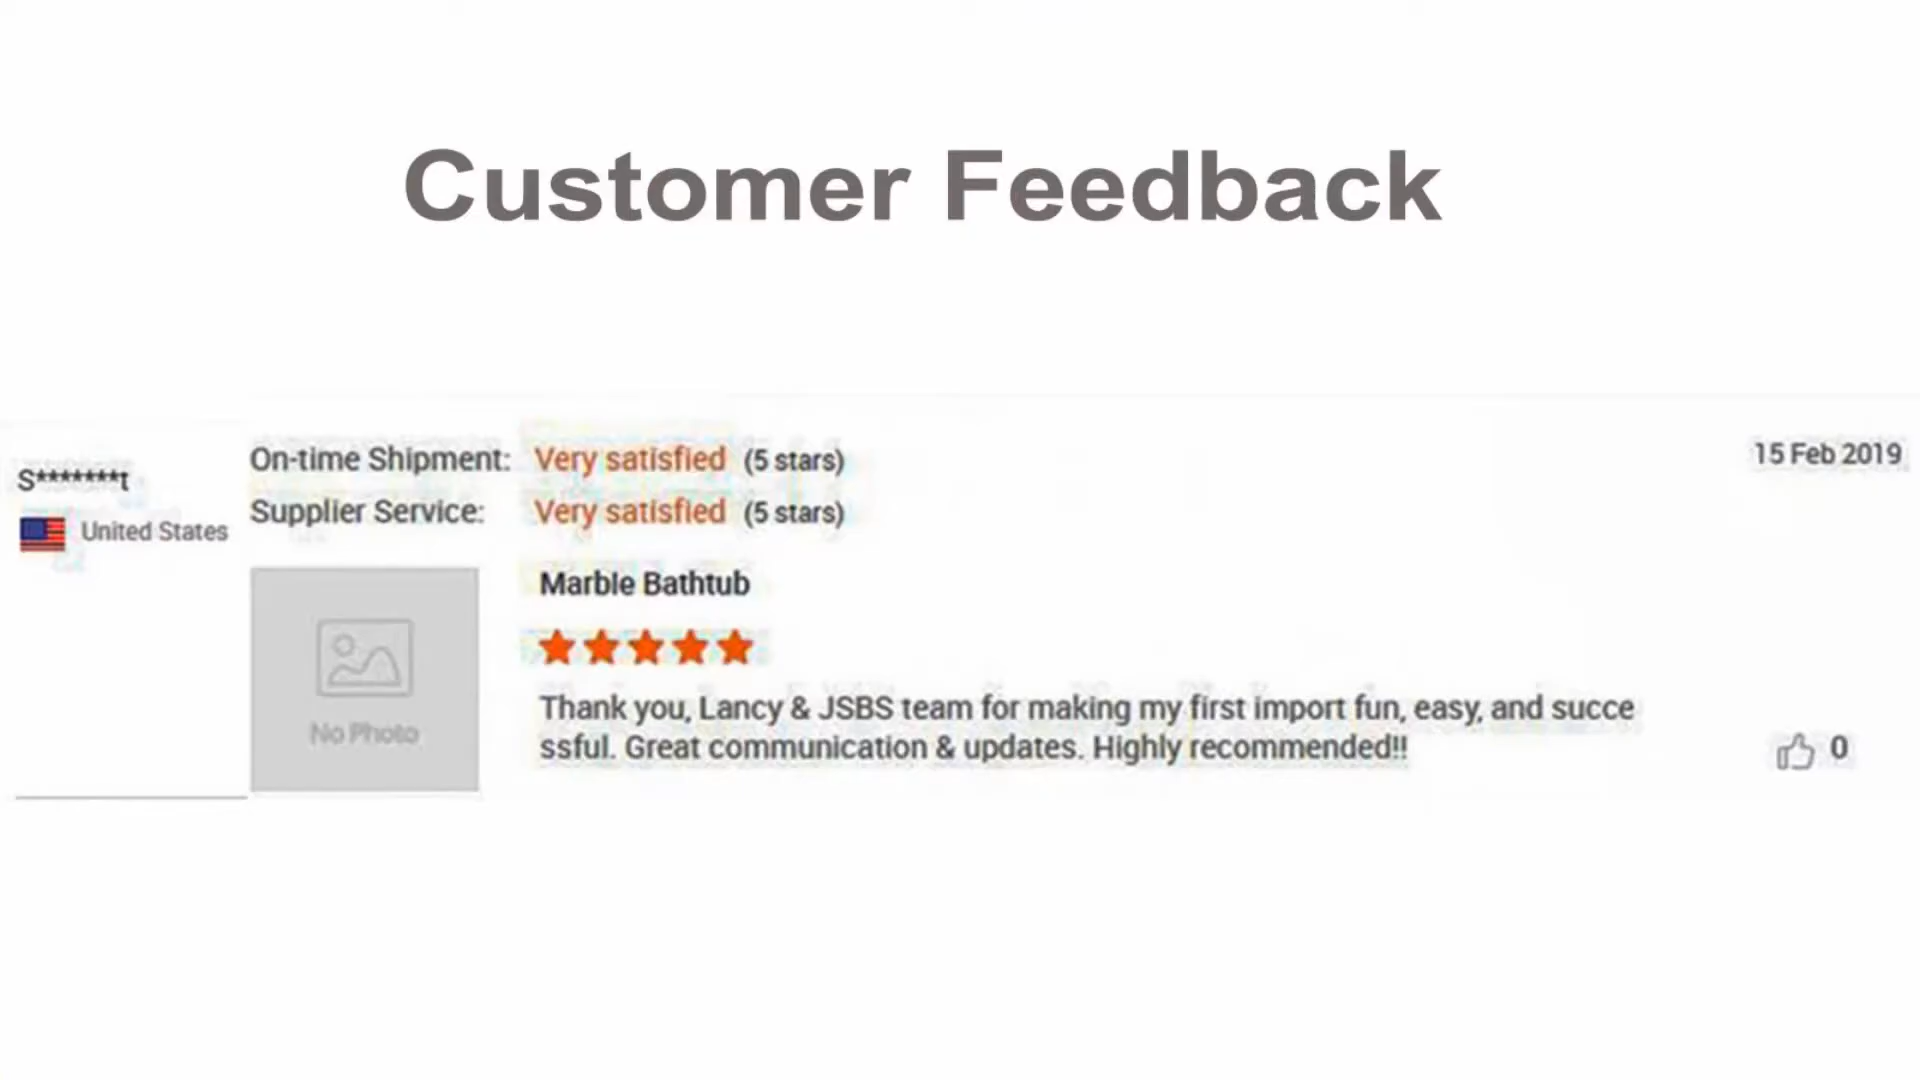 Customer Feedback
S*******t
United States
On-time Shipment: Very satisfied (5 stars)
Supplier Service: Very satisfied (5 stars)
15 Feb 2019
No Photo
Marble Bathtub
Thank you, Lancy & JSBS team for making my first import fun, easy, and succe
ssful. Great communication & updates. Highly recommended!!
0